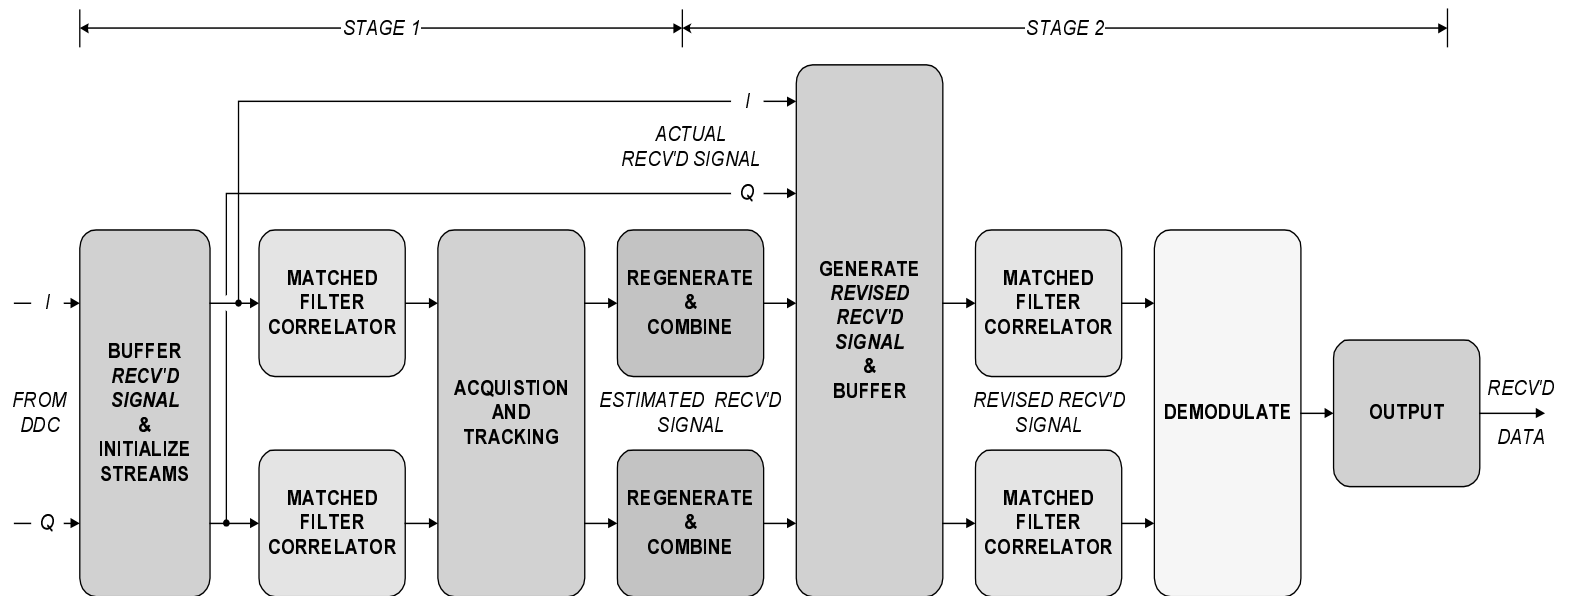 STAGE 1
STAGE 2
I
ACTUAL
RECV'D SIGNAL
Q
I
Q
FROM
DDC
BUFFER
RECV'D
SIGNAL
&
INITIALIZE
STREAMS
MATCHED
FILTER
CORRELATOR
MATCHED
FILTER
CORRELATOR
ACQUISTION
AND
TRACKING
REGENERATE
&
COMBINE
ESTIMATED RECV'D
SIGNAL
REGENERATE
&
COMBINE
GENERATE
REVISED
RECV'D
SIGNAL
&
BUFFER
MATCHED
FILTER
CORRELATOR
REVISED RECV'D
SIGNAL
MATCHED
FILTER
CORRELATOR
DEMODULATE
OUTPUT
RECV'D
DATA